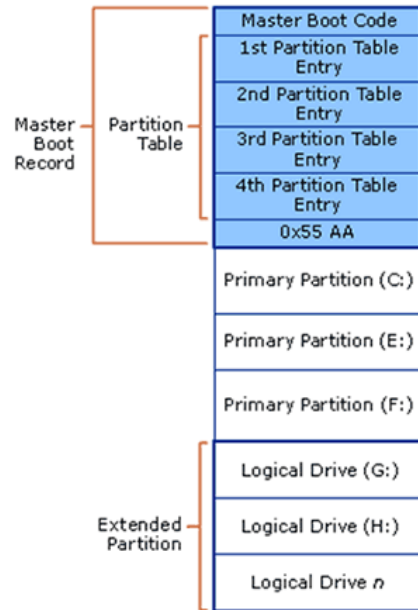 Master Boot Code
1st Partition Table
Entry
2nd Partition Table
Entry
3rd Partition Table
Entry
4th Partition Table
Entry
0x55 AA
Master
Boot
Record
Partition
Table
Primary Partition (C:)
Primary Partition (E:)
Primary Partition (F:)
Logical Drive (G:)
Logical Drive (H:)
Logical Drive n
Extended
Partition